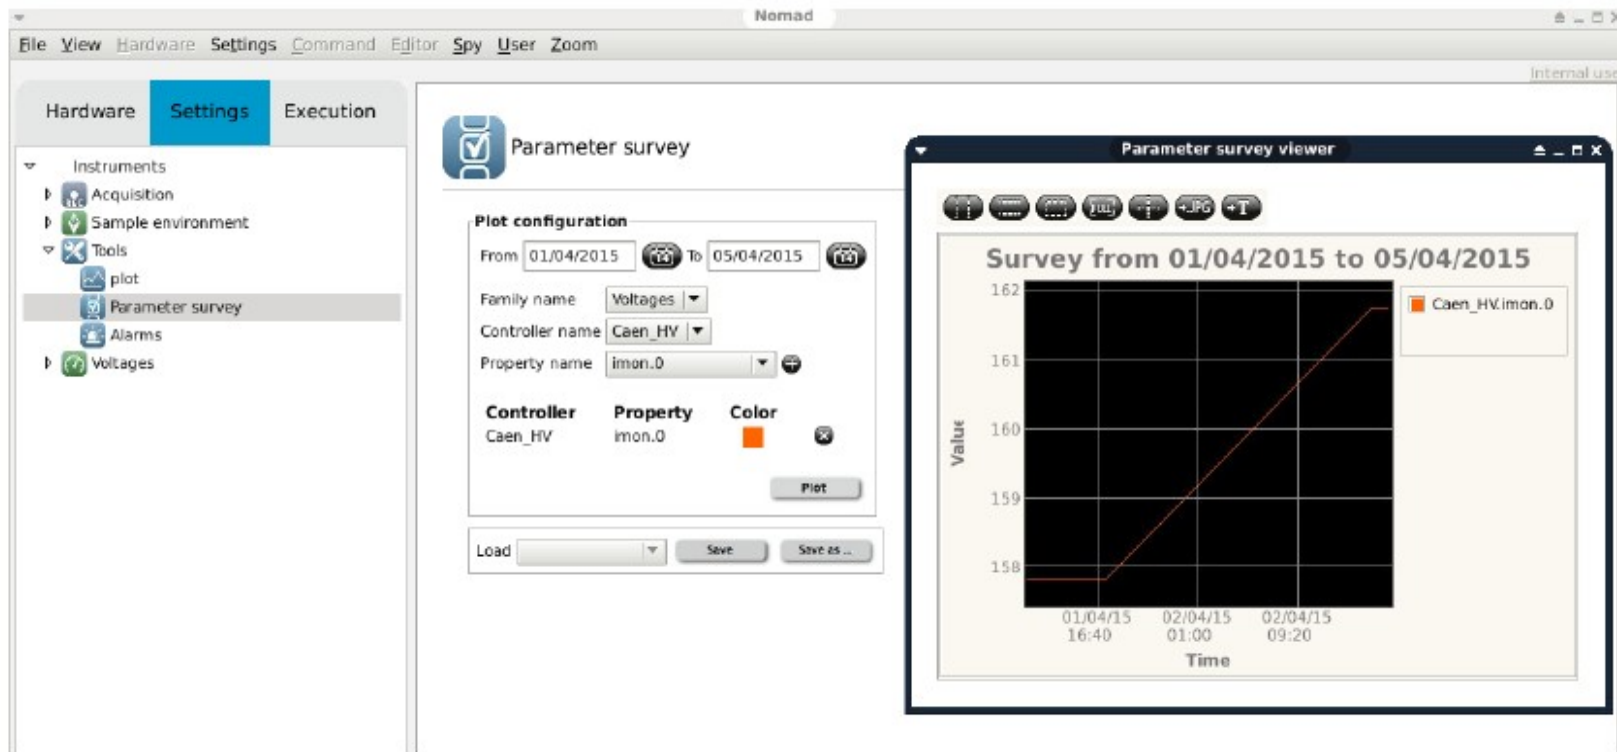 Nomad
File View Hardware Settings Command Editor Spy User Zoom
Internal use
Hardware Settings Execution
Instruments
Acquisition
Sample environment
Tools
plot
Parameter survey
Alarms
Voltages
Parameter survey
Plot configuration
From 01/04/2015 To 05/04/2015
Family name Voltages
Controller name Caen_HV
Property name imon.0
Controller Property Color
Caen_HV imon.0
Plot
Load Save Save as ...
Parameter survey viewer
FULL →JPG →T
Survey from 01/04/2015 to 05/04/2015
Caen_HV.imon.0
162
161
160
159
158
Value
01/04/15 02/04/15 02/04/15
16:40 01:00 09:20
Time